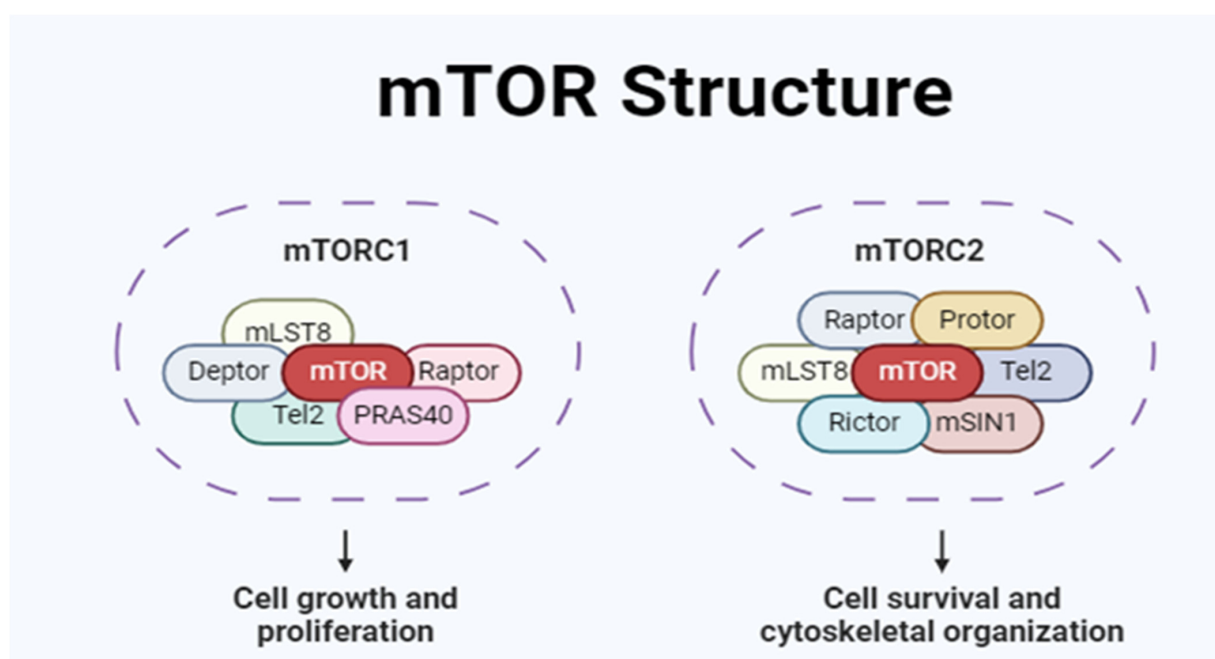 mTOR Structure
mTORC1
mLST8
Deptor mTOR Raptor
Tel2 PRAS40
Cell growth and
proliferation
mTORC2
Raptor Protor
mLST8 mTOR Tel2
Rictor mSIN1
Cell survival and
cytoskeletal organization